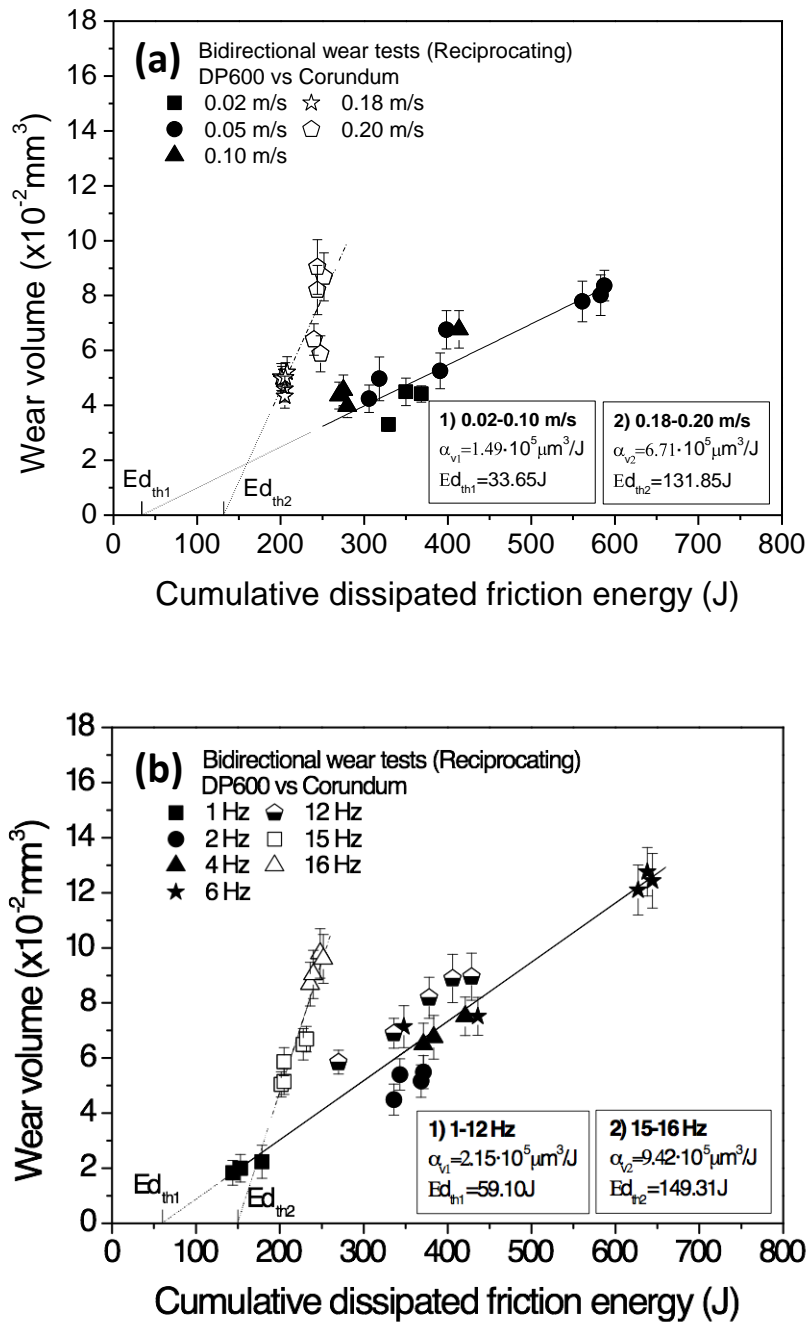 (a)
Bidirectional wear tests (Reciprocating)
DP600 vs Corundum
0.02 m/s 0.18 m/s
0.05 m/s 0.20 m/s
0.10 m/s
Wear volume (x10⁻²mm³)
18
16
14
12
10
8
6
4
2
0
Ed_th1
Ed_th2
1) 0.02-0.10 m/s
α_v1=1.49·10⁵μm³/J
Ed_th1=33.65J
2) 0.18-0.20 m/s
α_v2=6.71·10⁵μm³/J
Ed_th2=131.85J
0 100 200 300 400 500 600 700 800
Cumulative dissipated friction energy (J)
(b)
Bidirectional wear tests (Reciprocating)
DP600 vs Corundum
1 Hz 12 Hz
2 Hz 15 Hz
4 Hz 16 Hz
6 Hz
Wear volume (x10⁻²mm³)
18
16
14
12
10
8
6
4
2
0
Ed_th1
Ed_th2
1) 1-12 Hz
α_v1=2.15·10⁵μm³/J
Ed_th1=59.10J
2) 15-16 Hz
α_v2=9.42·10⁵μm³/J
Ed_th2=149.31J
0 100 200 300 400 500 600 700 800
Cumulative dissipated friction energy (J)